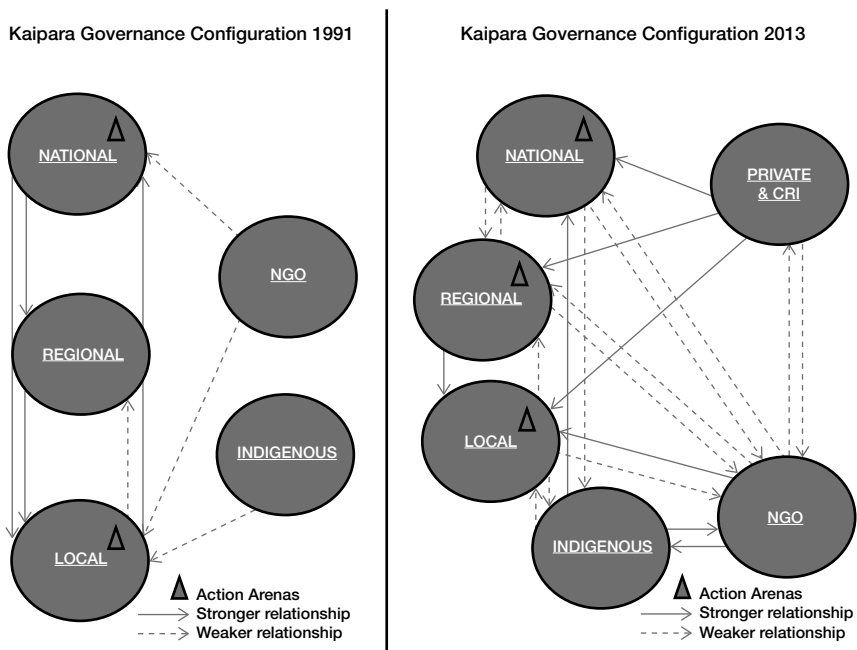 Kaipara Governance Configuration 1991
NATIONAL
NGO
REGIONAL
INDIGENOUS
LOCAL
Action Arenas
Stronger relationship
Weaker relationship
Kaipara Governance Configuration 2013
NATIONAL
PRIVATE
& CRI
REGIONAL
LOCAL
NGO
INDIGENOUS
Action Arenas
Stronger relationship
Weaker relationship